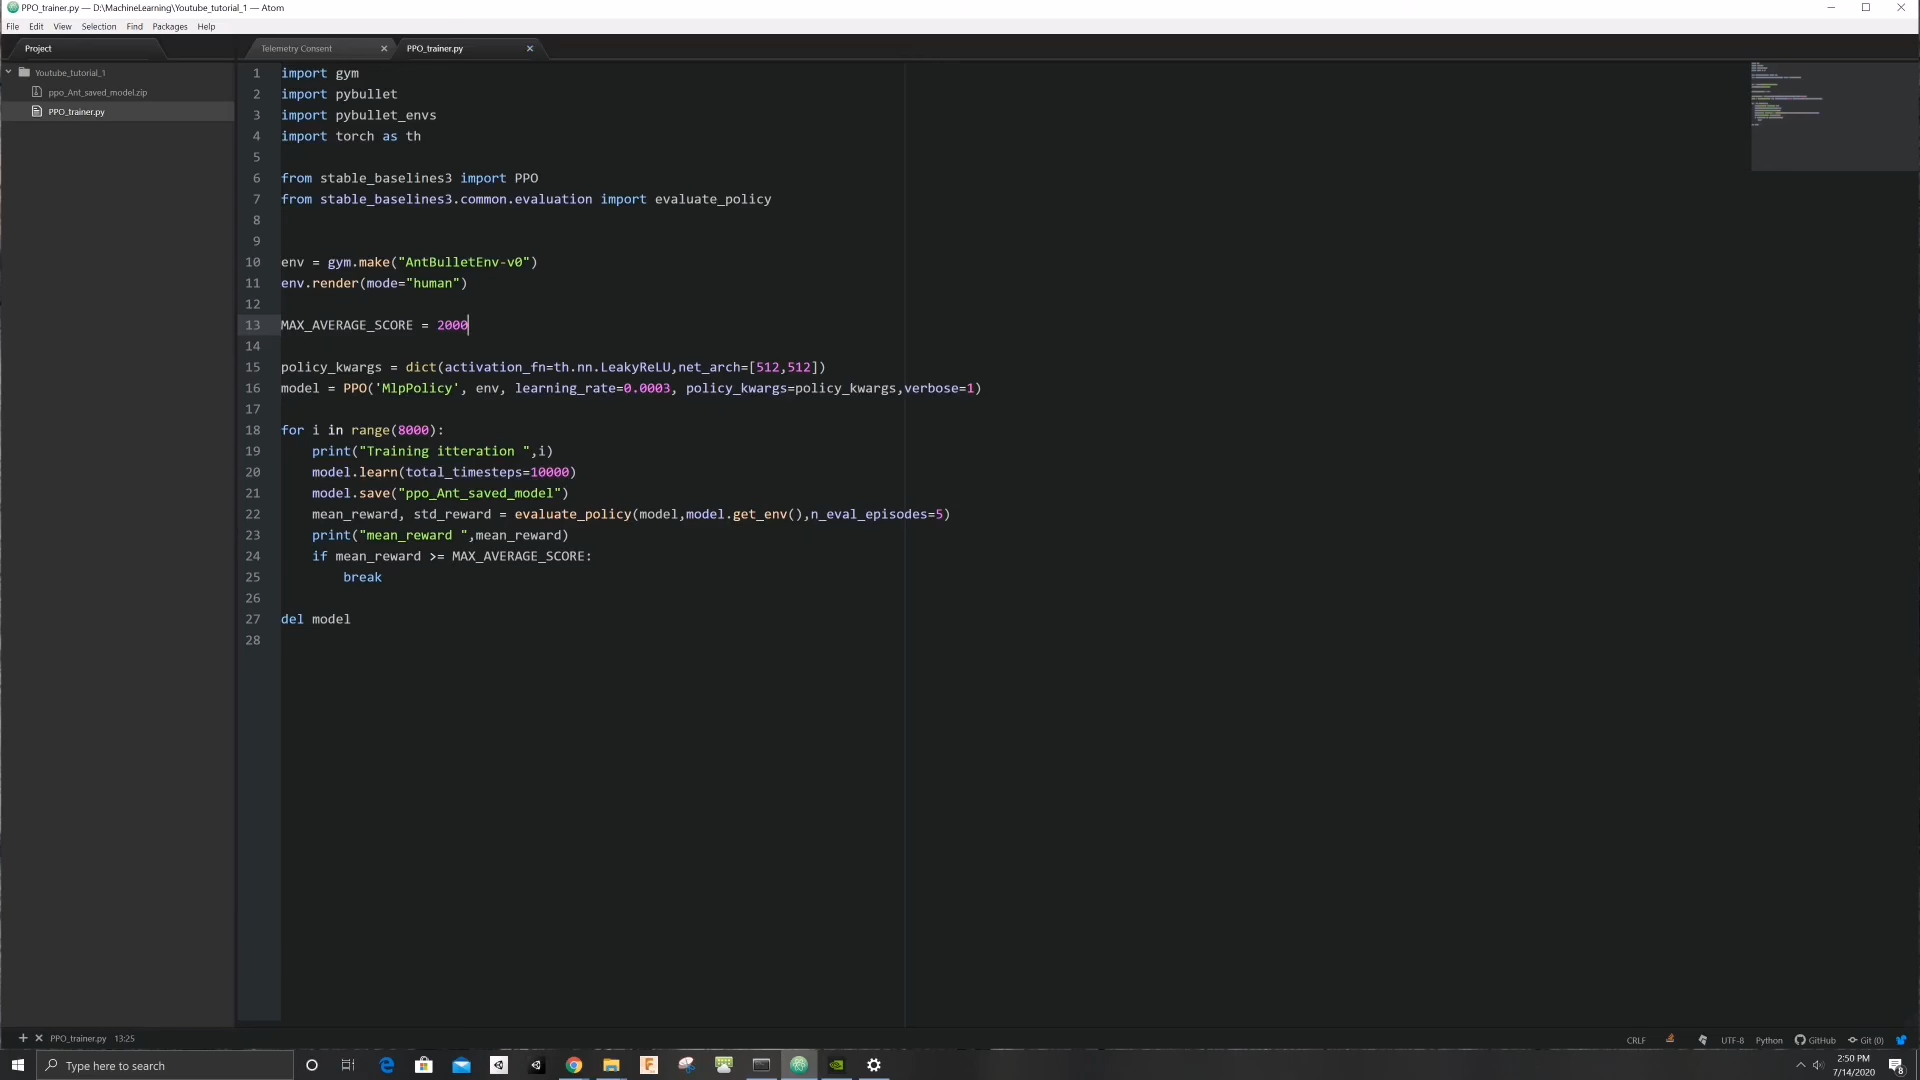 PPO_trainer.py — D:\MachineLearning\Youtube_tutorial_1 — Atom
File Edit View Selection Find Packages Help
Project
Telemetry Consent
PPO_trainer.py
Youtube_tutorial_1
ppo_Ant_saved_model.zip
PPO_trainer.py
1 import gym
2 import pybullet
3 import pybullet_envs
4 import torch as th
5
6 from stable_baselines3 import PPO
7 from stable_baselines3.common.evaluation import evaluate_policy
8
9
10 env = gym.make("AntBulletEnv-v0")
11 env.render(mode="human")
12
13 MAX_AVERAGE_SCORE = 2000
14
15 policy_kwargs = dict(activation_fn=th.nn.LeakyReLU,net_arch=[512,512])
16 model = PPO('MlpPolicy', env, learning_rate=0.0003, policy_kwargs=policy_kwargs,verbose=1)
17
18 for i in range(8000):
19     print("Training itteration ",i)
20     model.learn(total_timesteps=10000)
21     model.save("ppo_Ant_saved_model")
22     mean_reward, std_reward = evaluate_policy(model,model.get_env(),n_eval_episodes=5)
23     print("mean_reward ",mean_reward)
24     if mean_reward >= MAX_AVERAGE_SCORE:
25         break
26
27 del model
28
PPO_trainer.py 13:25
CRLF UTF-8 Python GitHub Git (0)
Type here to search
2:50 PM
7/14/2020
8